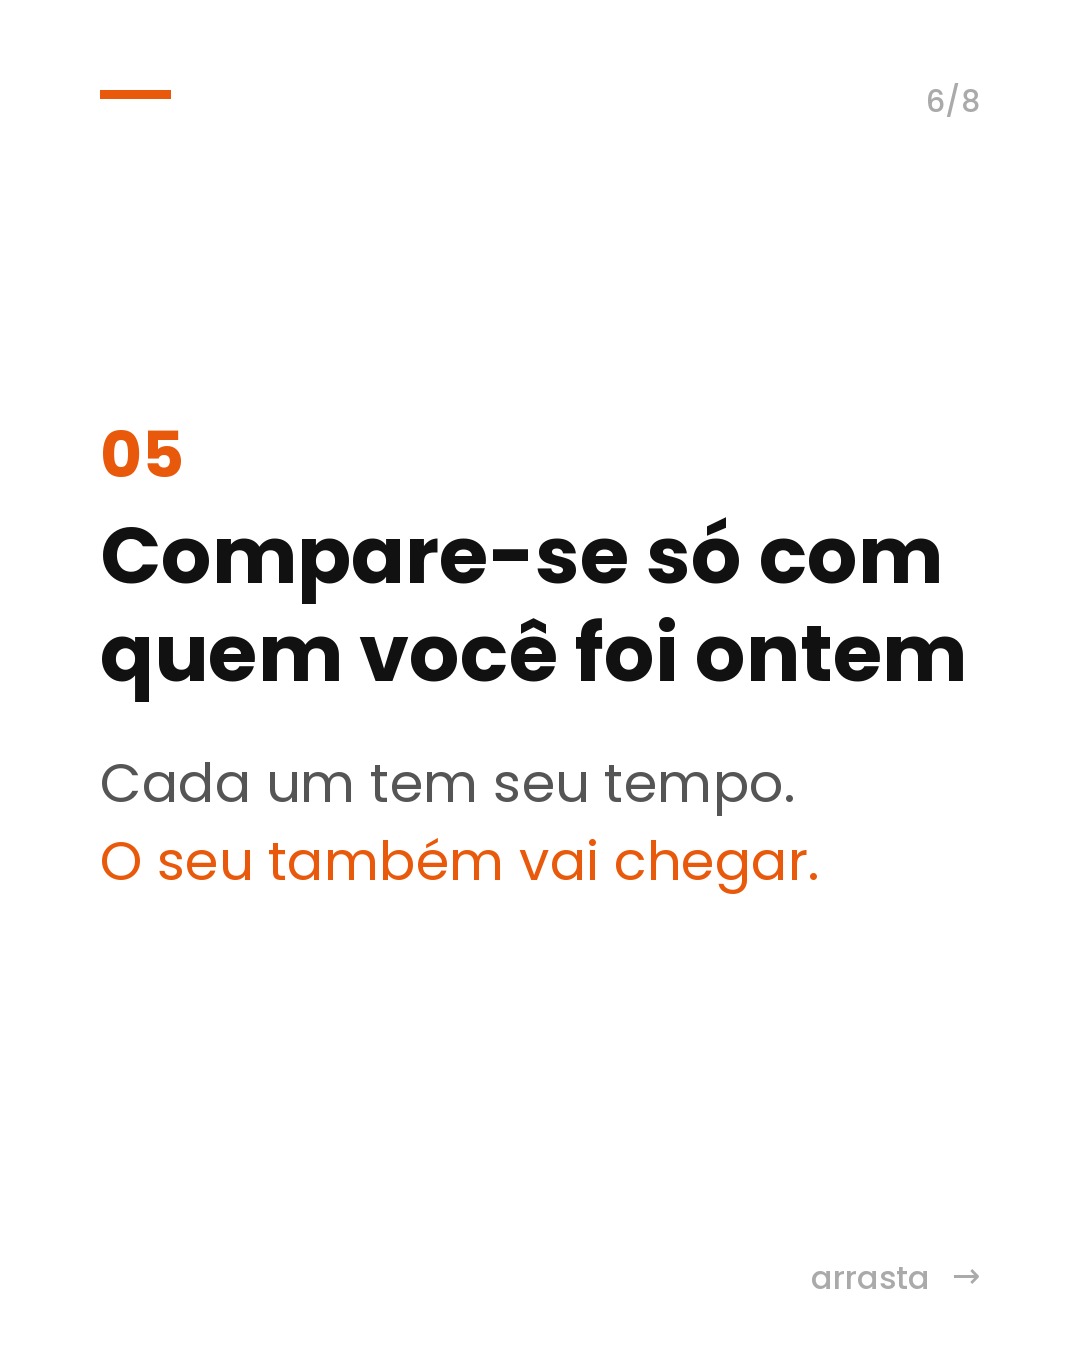 6/8
05
Compare-se só com
quem você foi ontem
Cada um tem seu tempo.
O seu também vai chegar.
arrasta →